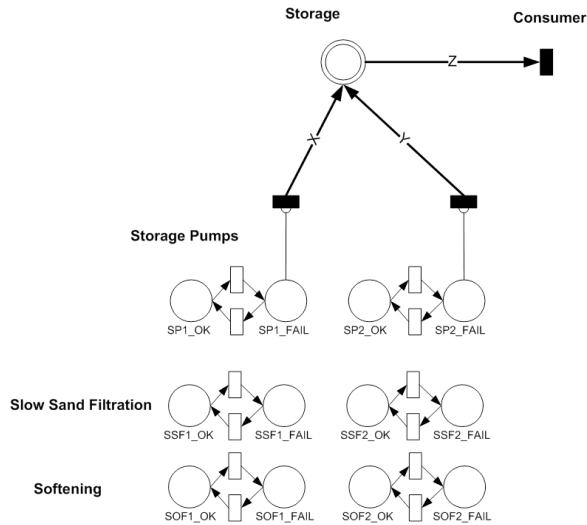 Storage
Consumer
Z
X
Y
Storage Pumps
SP1_OK
SP1_FAIL
SP2_OK
SP2_FAIL
Slow Sand Filtration
SSF1_OK
SSF1_FAIL
SSF2_OK
SSF2_FAIL
Softening
SOF1_OK
SOF1_FAIL
SOF2_OK
SOF2_FAIL